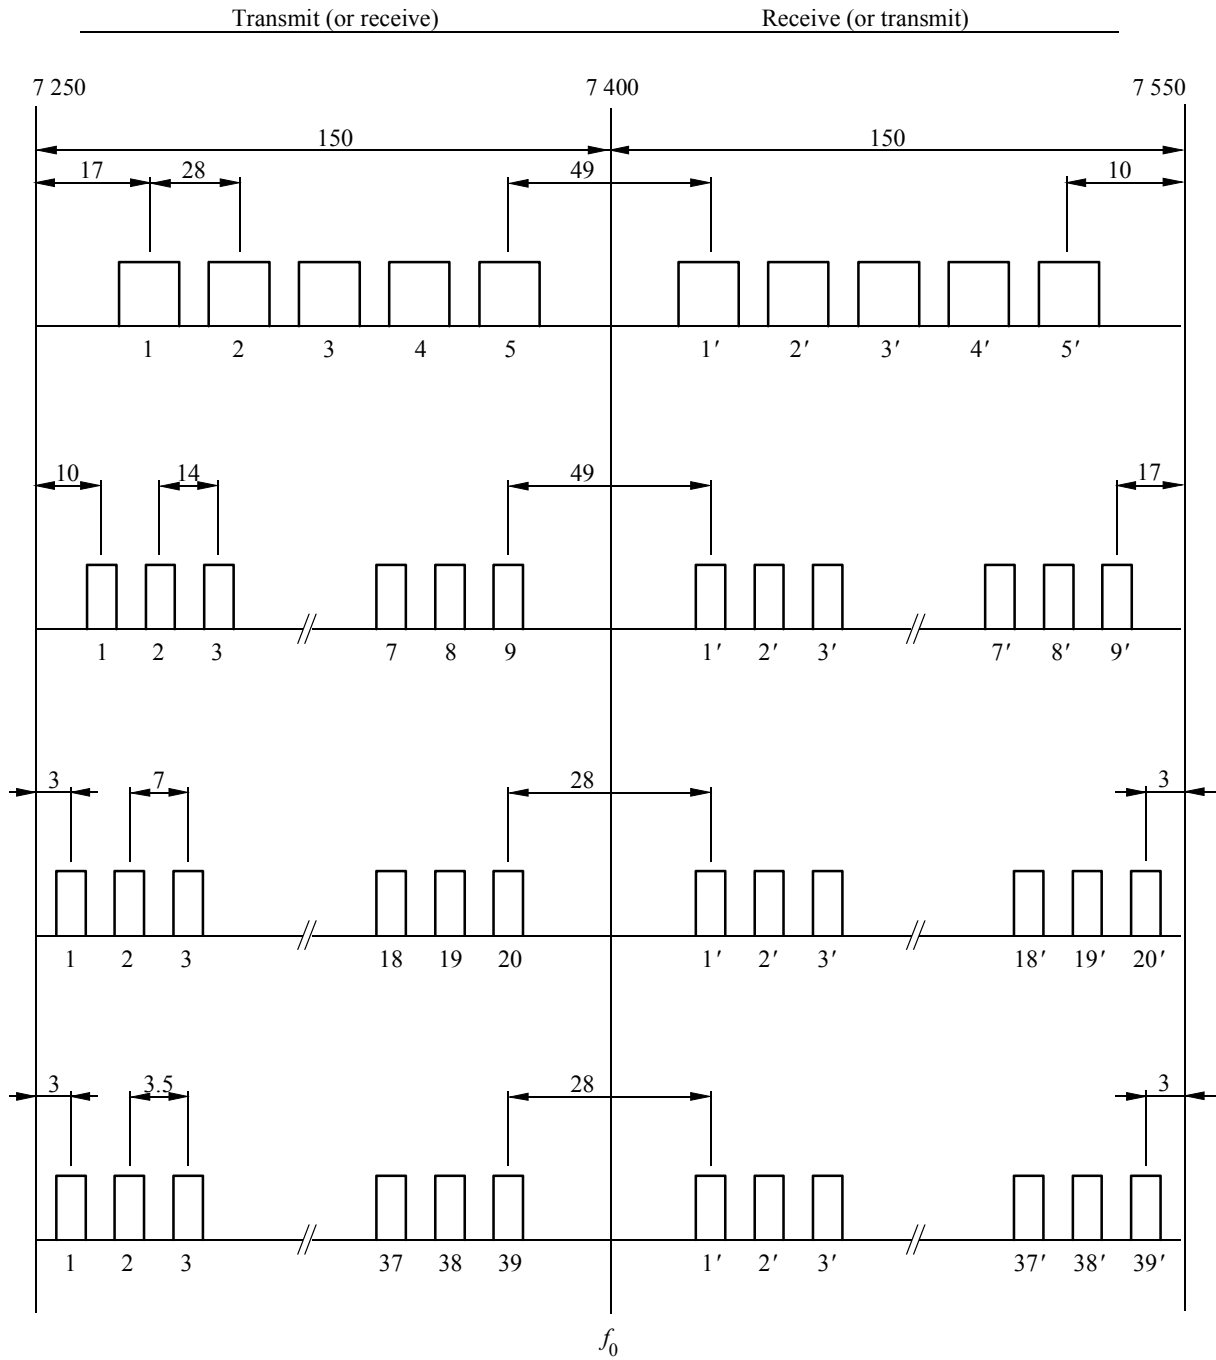 Transmit (or receive) Receive (or transmit)
7 250 7 400 7 550
150 150
17 28 49 10
1 2 3 4 5 1′ 2′ 3′ 4′ 5′
10 14 49 17
1 2 3 7 8 9 1′ 2′ 3′ 7′ 8′ 9′
3 7 28 3
1 2 3 18 19 20 1′ 2′ 3′ 18′ 19′ 20′
3 3.5 28 3
1 2 3 37 38 39 1′ 2′ 3′ 37′ 38′ 39′
f0